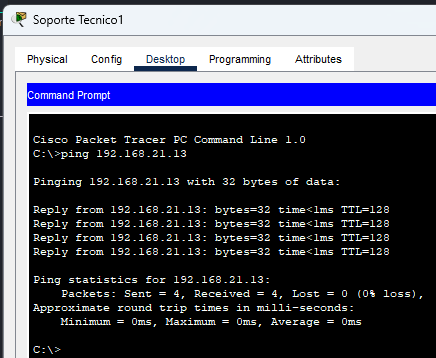 Soporte Tecnico1
Physical Config Desktop Programming Attributes
Command Prompt
Cisco Packet Tracer PC Command Line 1.0
C:\>ping 192.168.21.13
Pinging 192.168.21.13 with 32 bytes of data:
Reply from 192.168.21.13: bytes=32 time<1ms TTL=128
Reply from 192.168.21.13: bytes=32 time<1ms TTL=128
Reply from 192.168.21.13: bytes=32 time<1ms TTL=128
Reply from 192.168.21.13: bytes=32 time<1ms TTL=128
Ping statistics for 192.168.21.13:
Packets: Sent = 4, Received = 4, Lost = 0 (0% loss),
Approximate round trip times in milli-seconds:
Minimum = 0ms, Maximum = 0ms, Average = 0ms
C:\>